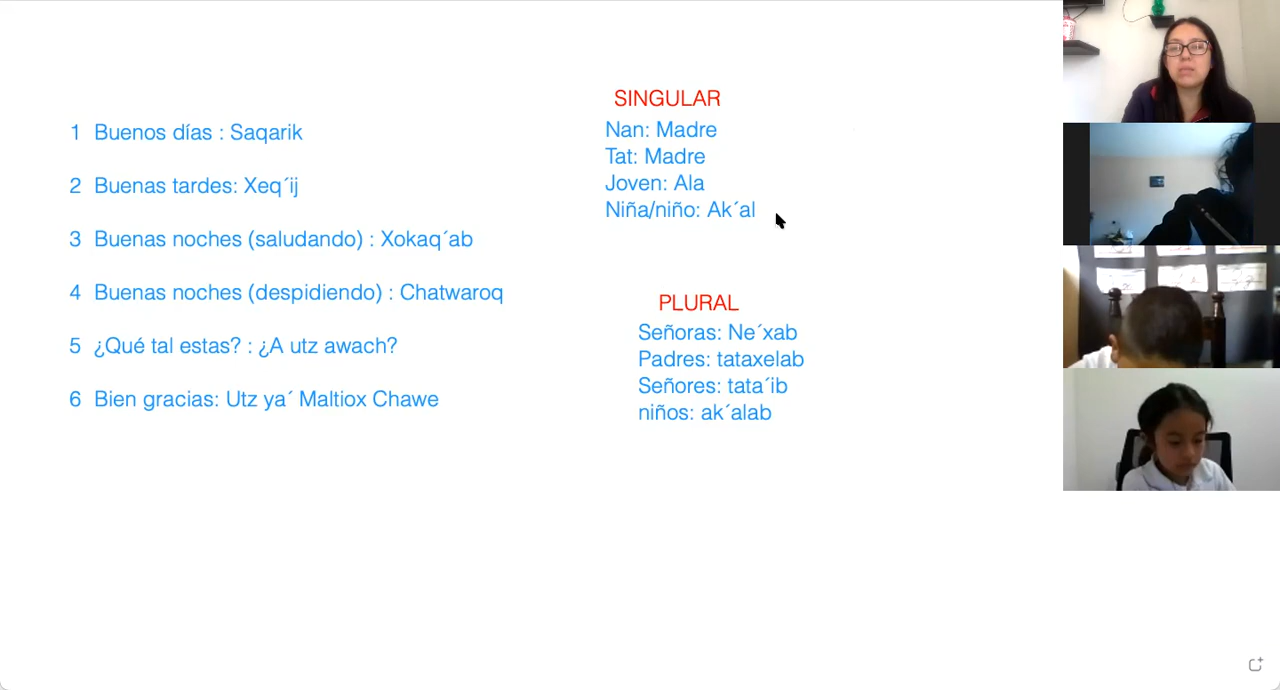 1 Buenos días : Saqarik
2 Buenas tardes: Xeq´ij
3 Buenas noches (saludando) : Xokaq´ab
4 Buenas noches (despidiendo) : Chatwaroq
5 ¿Qué tal estas? : ¿A utz awach?
6 Bien gracias: Utz ya´ Maltiox Chawe
SINGULAR
Nan: Madre
Tat: Madre
Joven: Ala
Niña/niño: Ak´al
PLURAL
Señoras: Ne´xab
Padres: tataxelab
Señores: tata´ib
niños: ak´alab